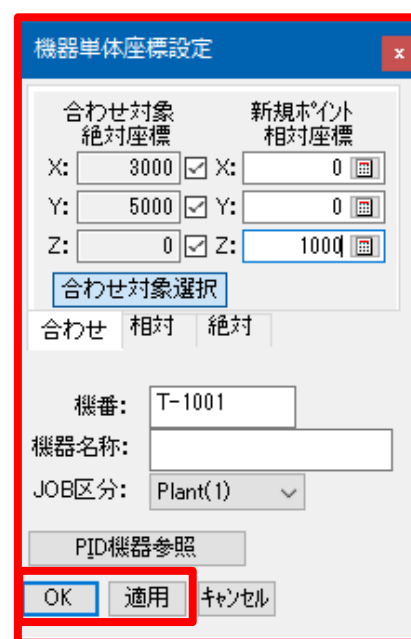 機器単体座標設定 x
合わせ対象 新規ポイント
絶対座標 相対座標
X: 3000 X: 0
Y: 5000 Y: 0
Z: 0 Z: 1000
合わせ対象選択
合わせ 相対 絶対
機番: T-1001
機器名称:
JOB区分: Plant(1)
PID機器参照
OK 適用 キャンセル